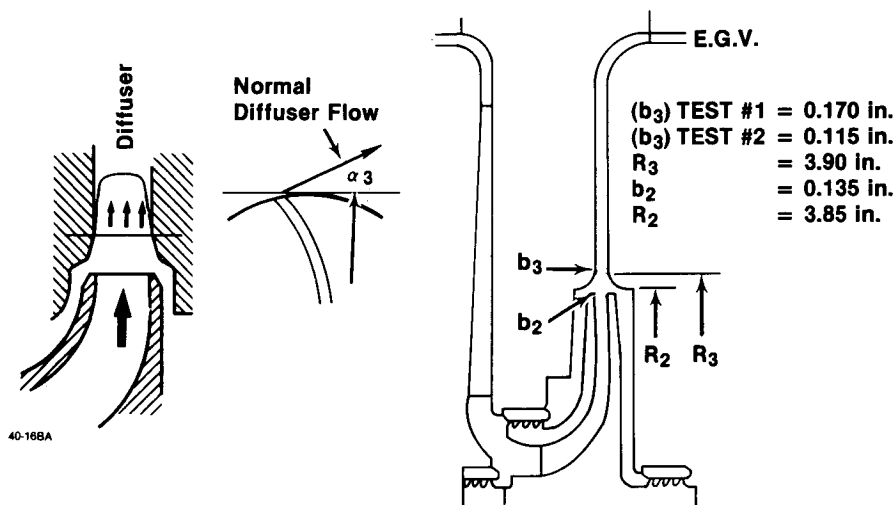 Diffuser
Normal
Diffuser Flow
α3
40-16BA
E.G.V.
(b3) TEST #1 = 0.170 in.
(b3) TEST #2 = 0.115 in.
R3 = 3.90 in.
b2 = 0.135 in.
R2 = 3.85 in.
b3
b2
R2
R3